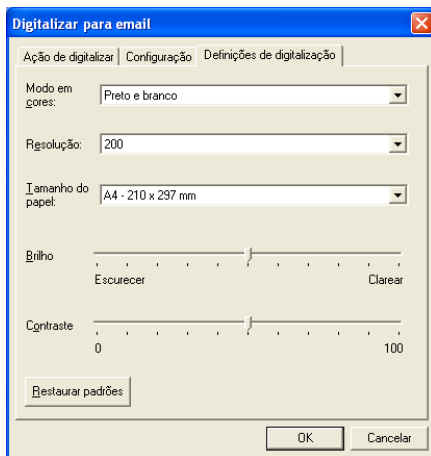 Digitalizar para email
Ação de digitalizar Configuração Definições de digitalização
Modo em
cores: Preto e branco
Resolução: 200
Tamanho do
papel: A4 - 210 x 297 mm
Brilho
Escurecer Clarear
Contraste
0 100
Restaurar padrões
OK Cancelar